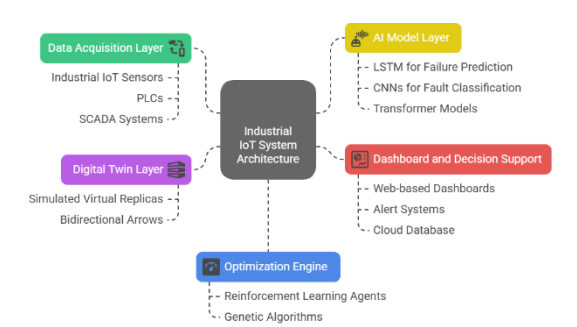 Data Acquisition Layer
Industrial IoT Sensors
PLCs
SCADA Systems
Digital Twin Layer
Simulated Virtual Replicas
Bidirectional Arrows
Industrial
IoT System
Architecture
AI Model Layer
LSTM for Failure Prediction
CNNs for Fault Classification
Transformer Models
Dashboard and Decision Support
Web-based Dashboards
Alert Systems
Cloud Database
Optimization Engine
Reinforcement Learning Agents
Genetic Algorithms